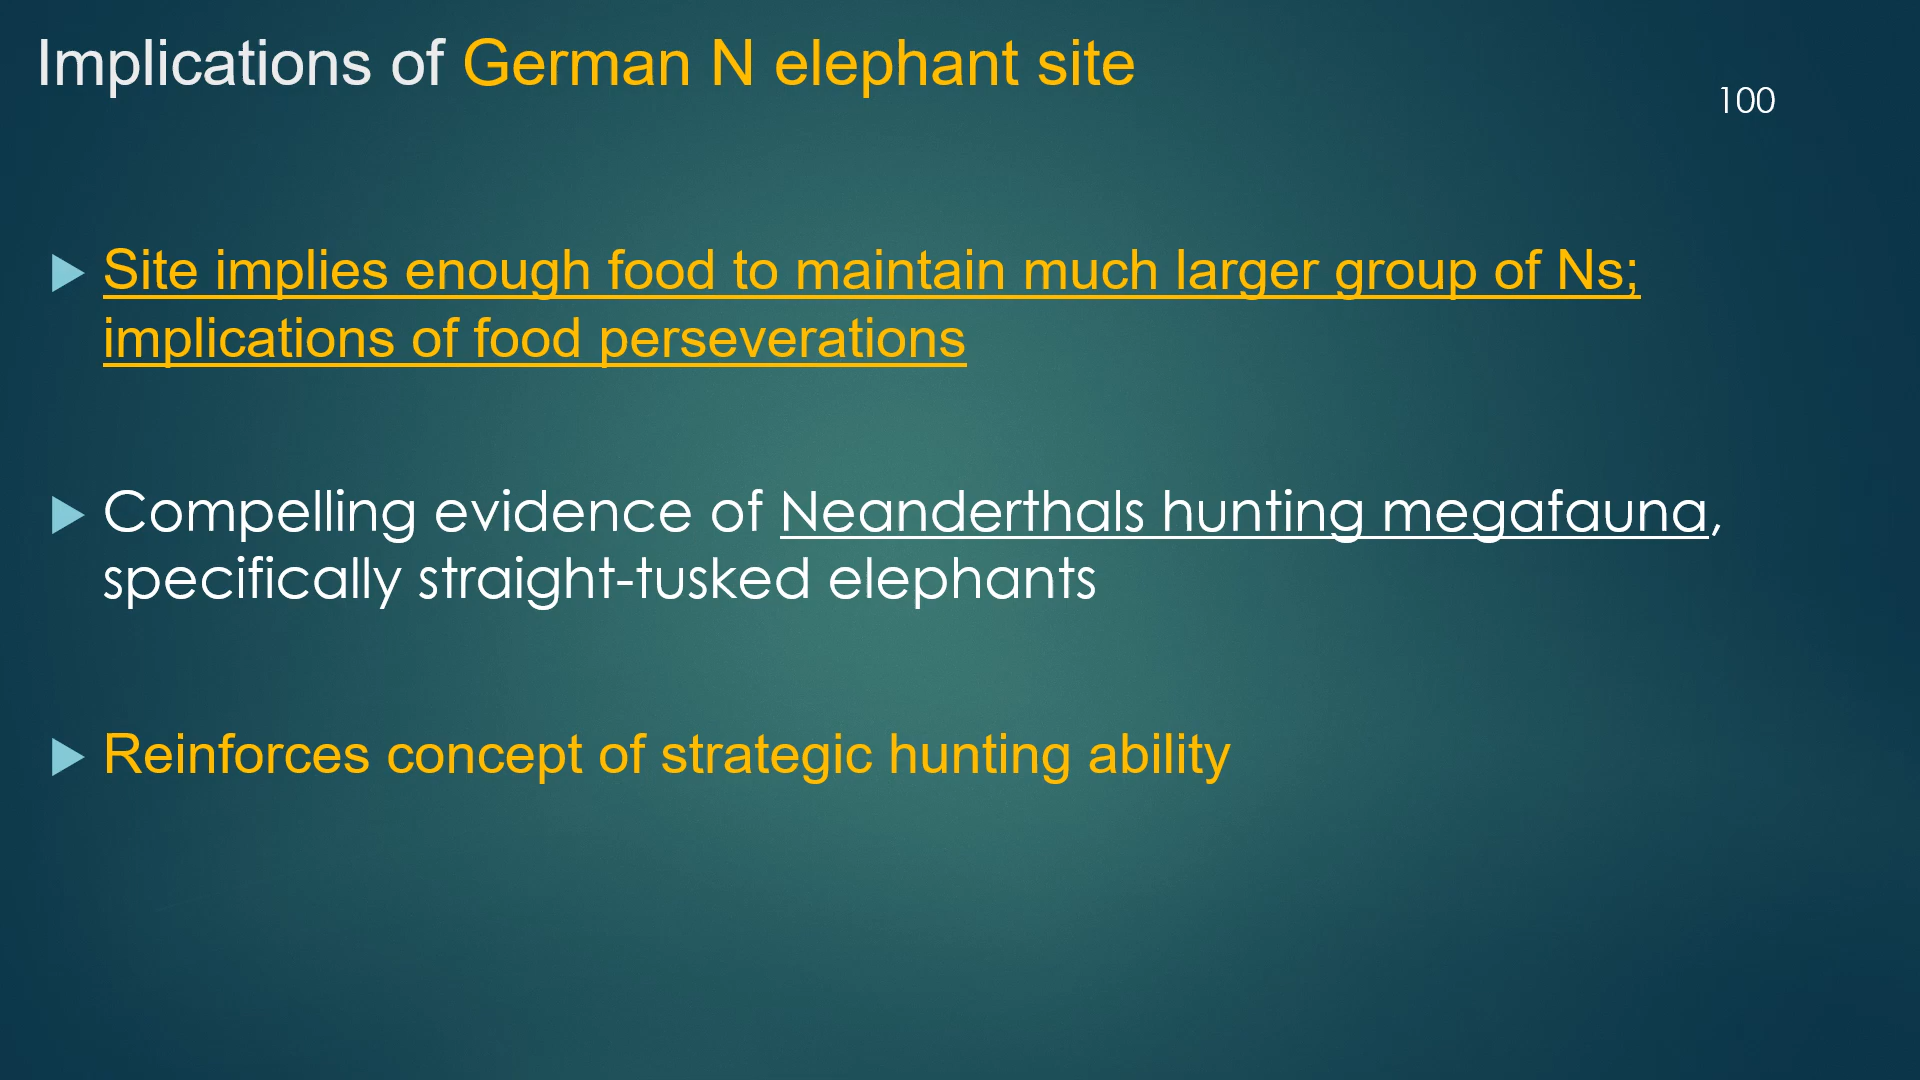 Implications of German N elephant site
100
Site implies enough food to maintain much larger group of Ns;
implications of food perseverations
Compelling evidence of Neanderthals hunting megafauna,
specifically straight-tusked elephants
Reinforces concept of strategic hunting ability